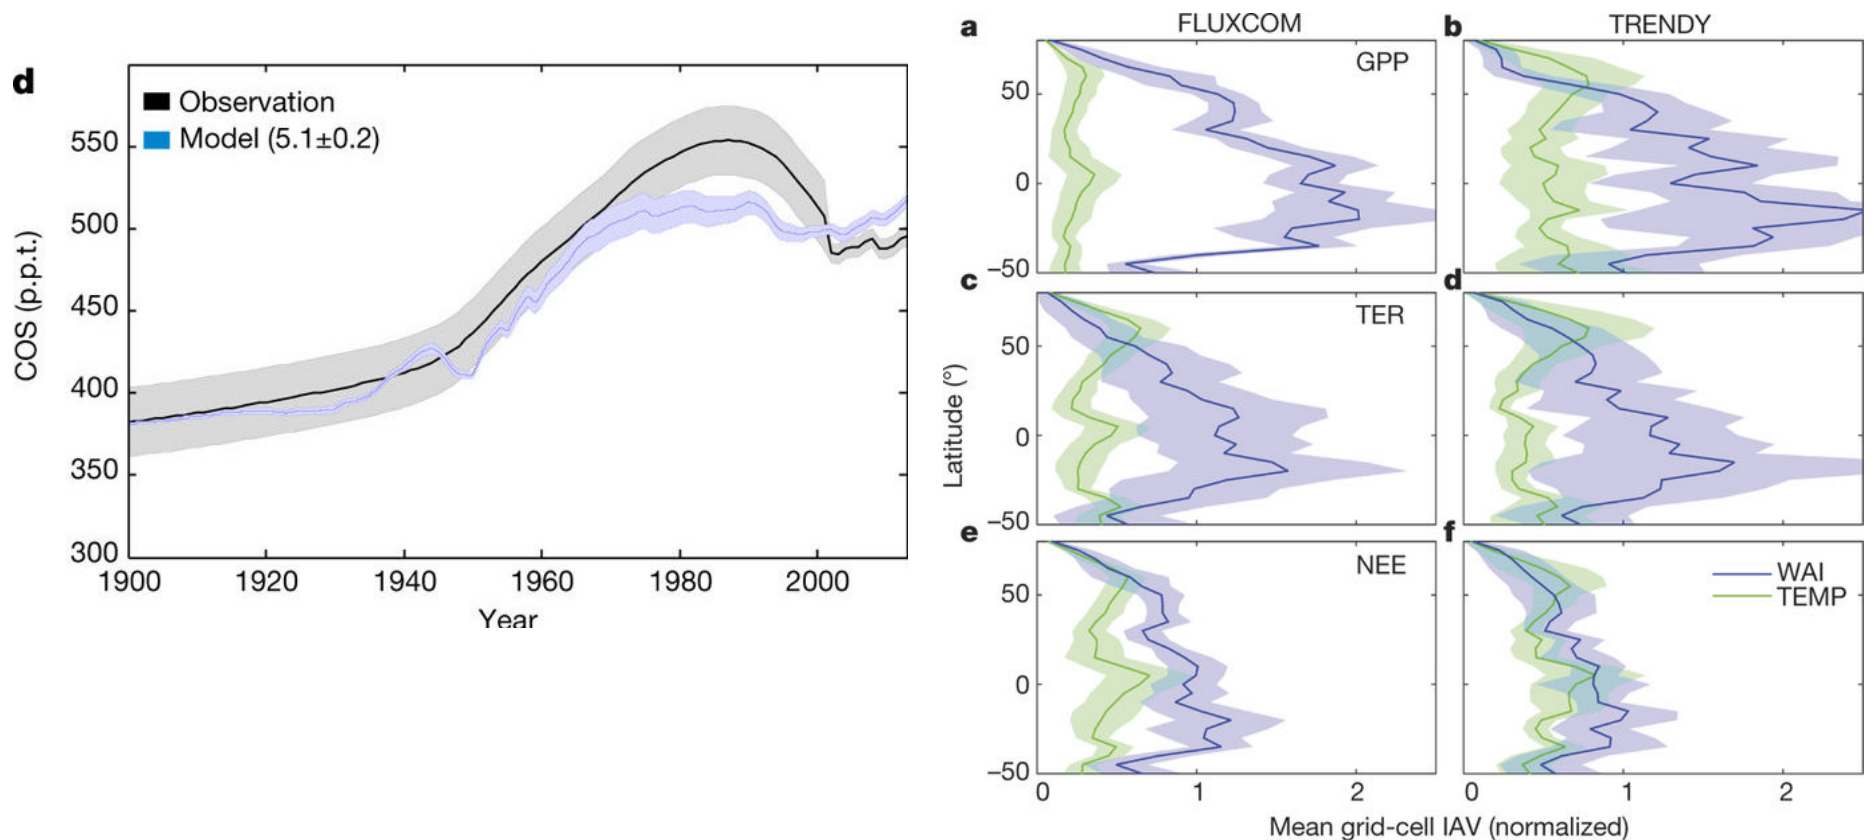 d
Observation
Model (5.1±0.2)
COS (p.p.t.)
550
500
450
400
350
300
1900 1920 1940 1960 1980 2000
Year
a FLUXCOM b TRENDY
GPP
50
0
−50
c d
TER
50
0
−50
Latitude (°)
e f
NEE
WAI
TEMP
50
0
−50
0 1 2 0 1 2
Mean grid-cell IAV (normalized)